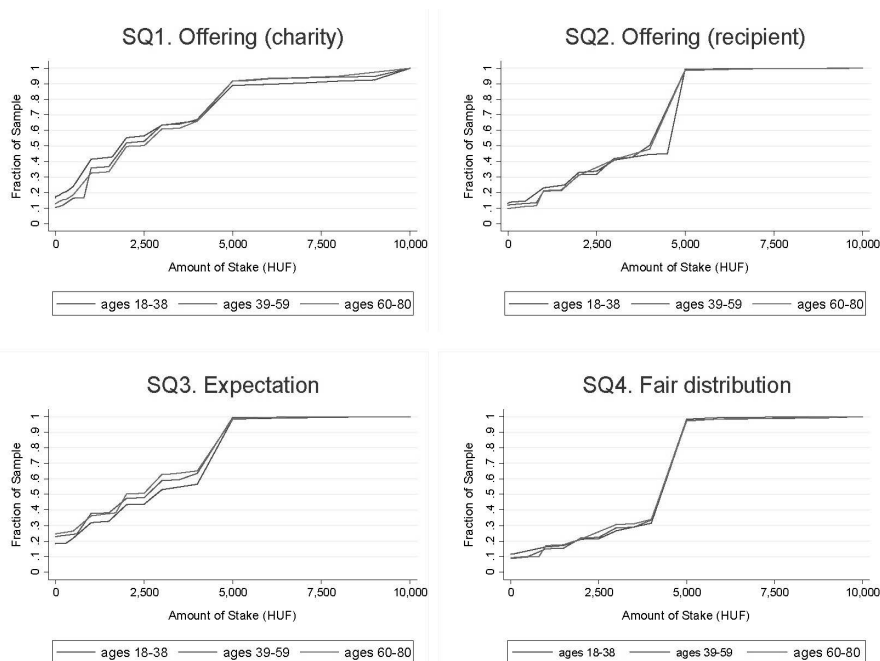 SQ1. Offering (charity)
Fraction of Sample
0 .1 .2 .3 .4 .5 .6 .7 .8 .9 1
0 2,500 5,000 7,500 10,000
Amount of Stake (HUF)
ages 18-38 ages 39-59 ages 60-80
SQ2. Offering (recipient)
Fraction of Sample
0 .1 .2 .3 .4 .5 .6 .7 .8 .9 1
0 2,500 5,000 7,500 10,000
Amount of Stake (HUF)
ages 18-38 ages 39-59 ages 60-80
SQ3. Expectation
Fraction of Sample
0 .1 .2 .3 .4 .5 .6 .7 .8 .9 1
0 2,500 5,000 7,500 10,000
Amount of Stake (HUF)
ages 18-38 ages 39-59 ages 60-80
SQ4. Fair distribution
Fraction of Sample
0 .1 .2 .3 .4 .5 .6 .7 .8 .9 1
0 2,500 5,000 7,500 10,000
Amount of Stake (HUF)
ages 18-38 ages 39-59 ages 60-80